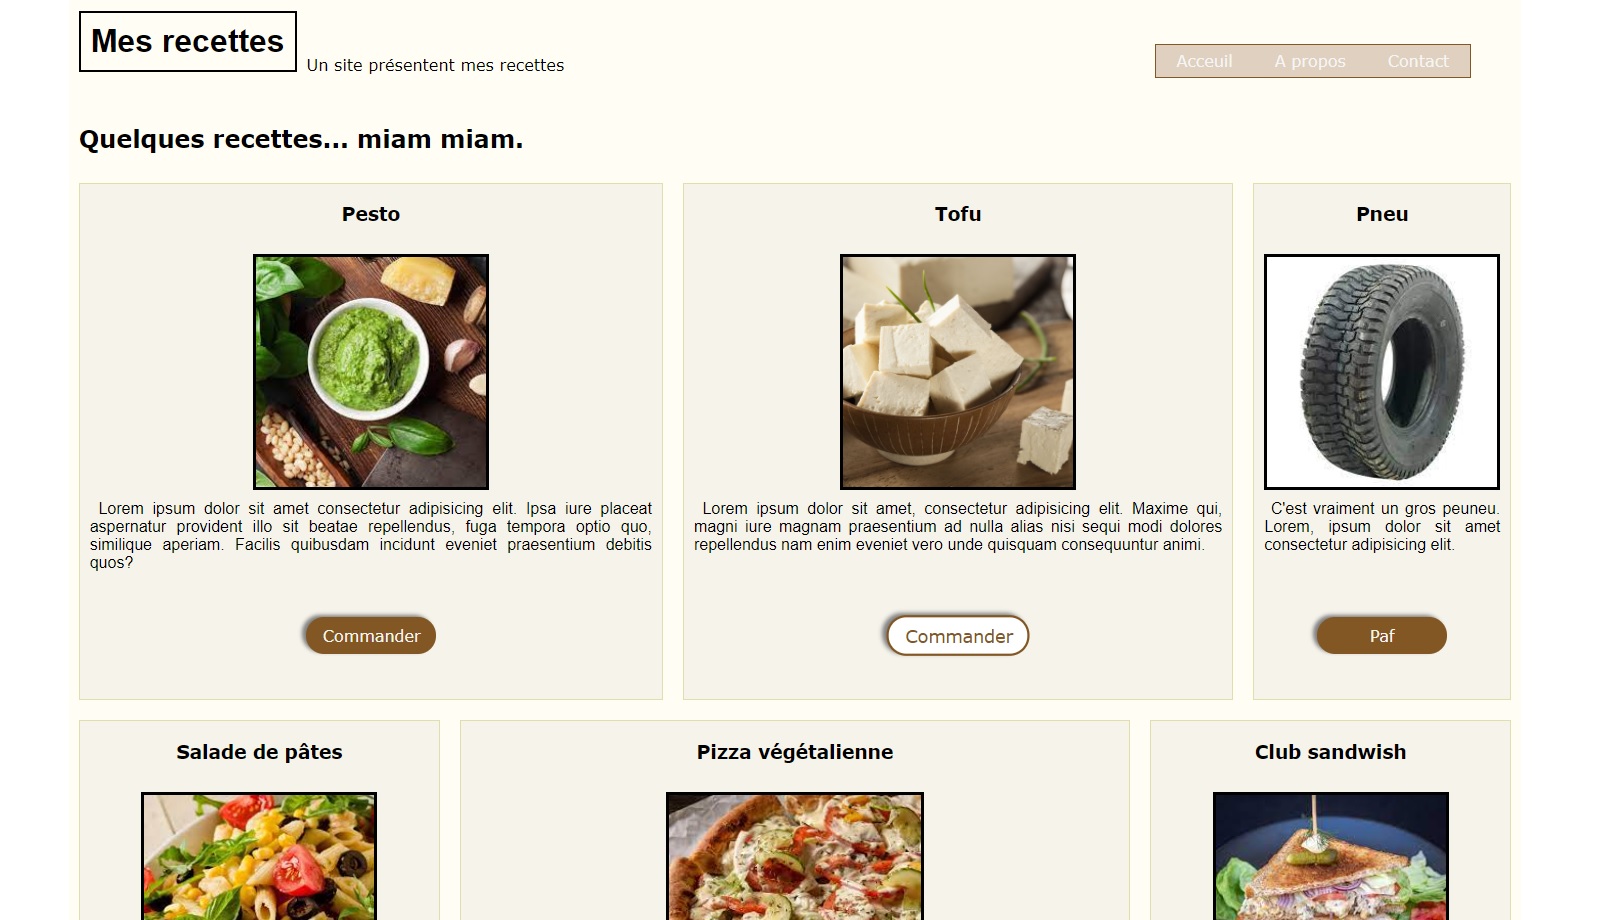 Mes recettes
Un site présentent mes recettes
Acceuil A propos Contact
Quelques recettes... miam miam.
Pesto
Lorem ipsum dolor sit amet consectetur adipisicing elit. Ipsa iure placeat
aspernatur provident illo sit beatae repellendus, fuga tempora optio quo,
similique aperiam. Facilis quibusdam incidunt eveniet praesentium debitis
quos?
Commander
Tofu
Lorem ipsum dolor sit amet, consectetur adipisicing elit. Maxime qui,
magni iure magnam praesentium ad nulla alias nisi sequi modi dolores
repellendus nam enim eveniet vero unde quisquam consequuntur animi.
Commander
Pneu
C'est vraiment un gros peuneu.
Lorem, ipsum dolor sit amet
consectetur adipisicing elit.
Paf
Salade de pâtes
Pizza végétalienne
Club sandwish